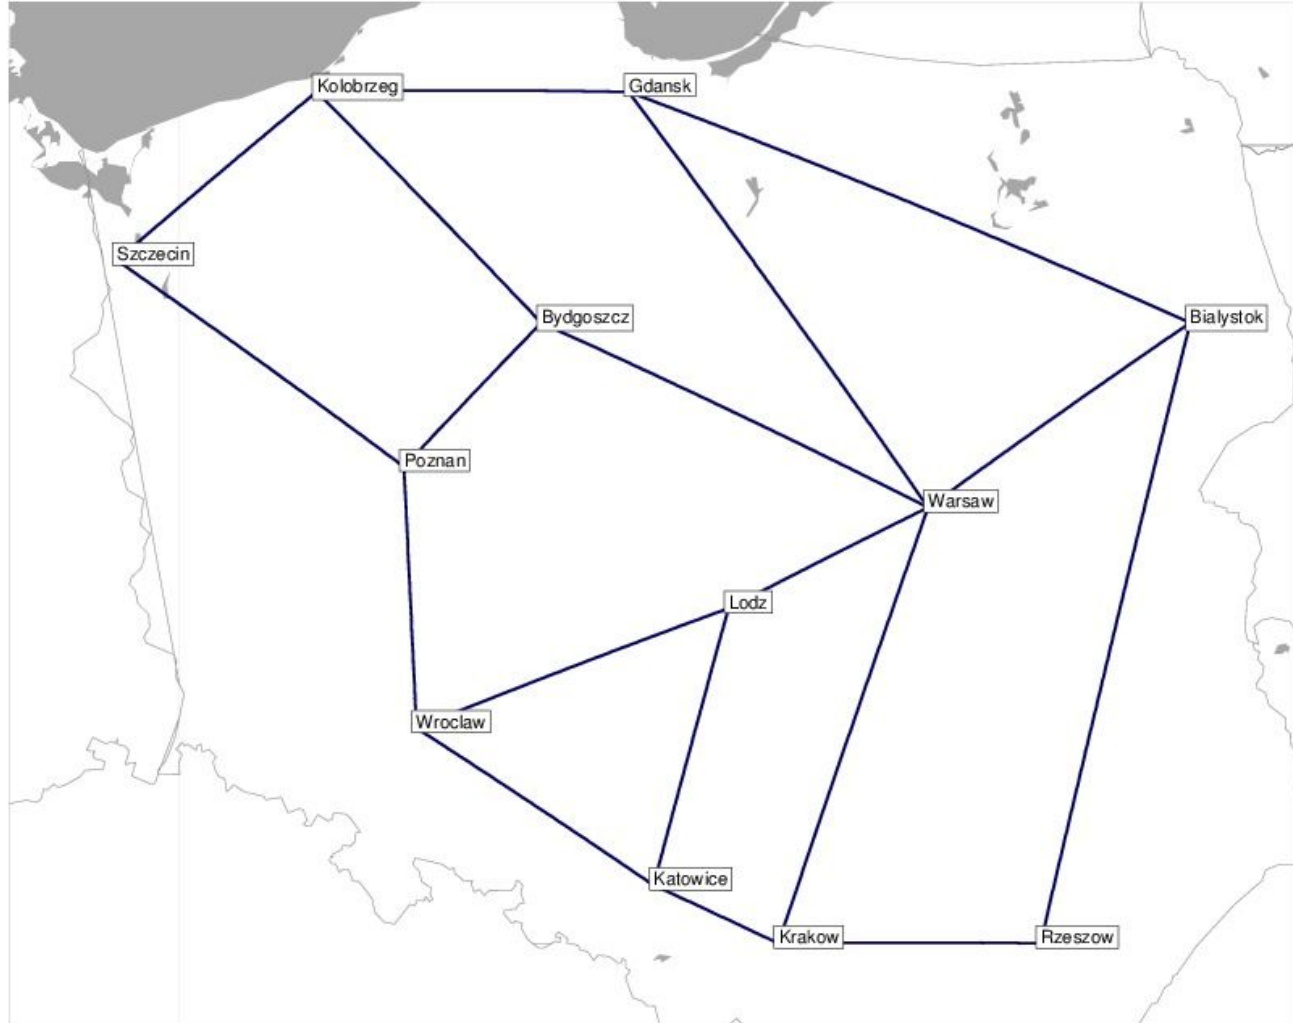 Kolobrzeg
Gdansk
Szczecin
Bydgoszcz
Bialystok
Poznan
Warsaw
Lodz
Wroclaw
Katowice
Krakow
Rzeszow